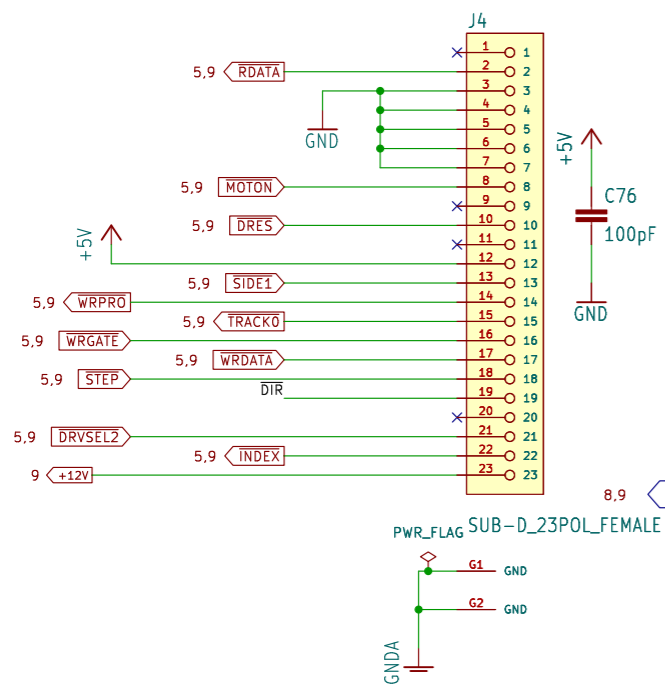 J4
1 1
5,9 RDATA 2 2
3 3
4 4
5 5
GND 6 6
7 7
5,9 MOTON 8 8
9 9
5,9 DRES 10 10
+5V 11 11
12 12
5,9 SIDE1 13 13
5,9 WRPRO 14 14
5,9 TRACK0 15 15
5,9 WRGATE 16 16
5,9 WRDATA 17 17
5,9 STEP 18 18
DIR 19 19
20 20
5,9 DRVSEL2 21 21
5,9 INDEX 22 22
9 +12V 23 23
+5V
C76
100pF
GND
8,9
SUB-D_23POL_FEMALE
PWR_FLAG
G1 GND
G2 GND
GNDA